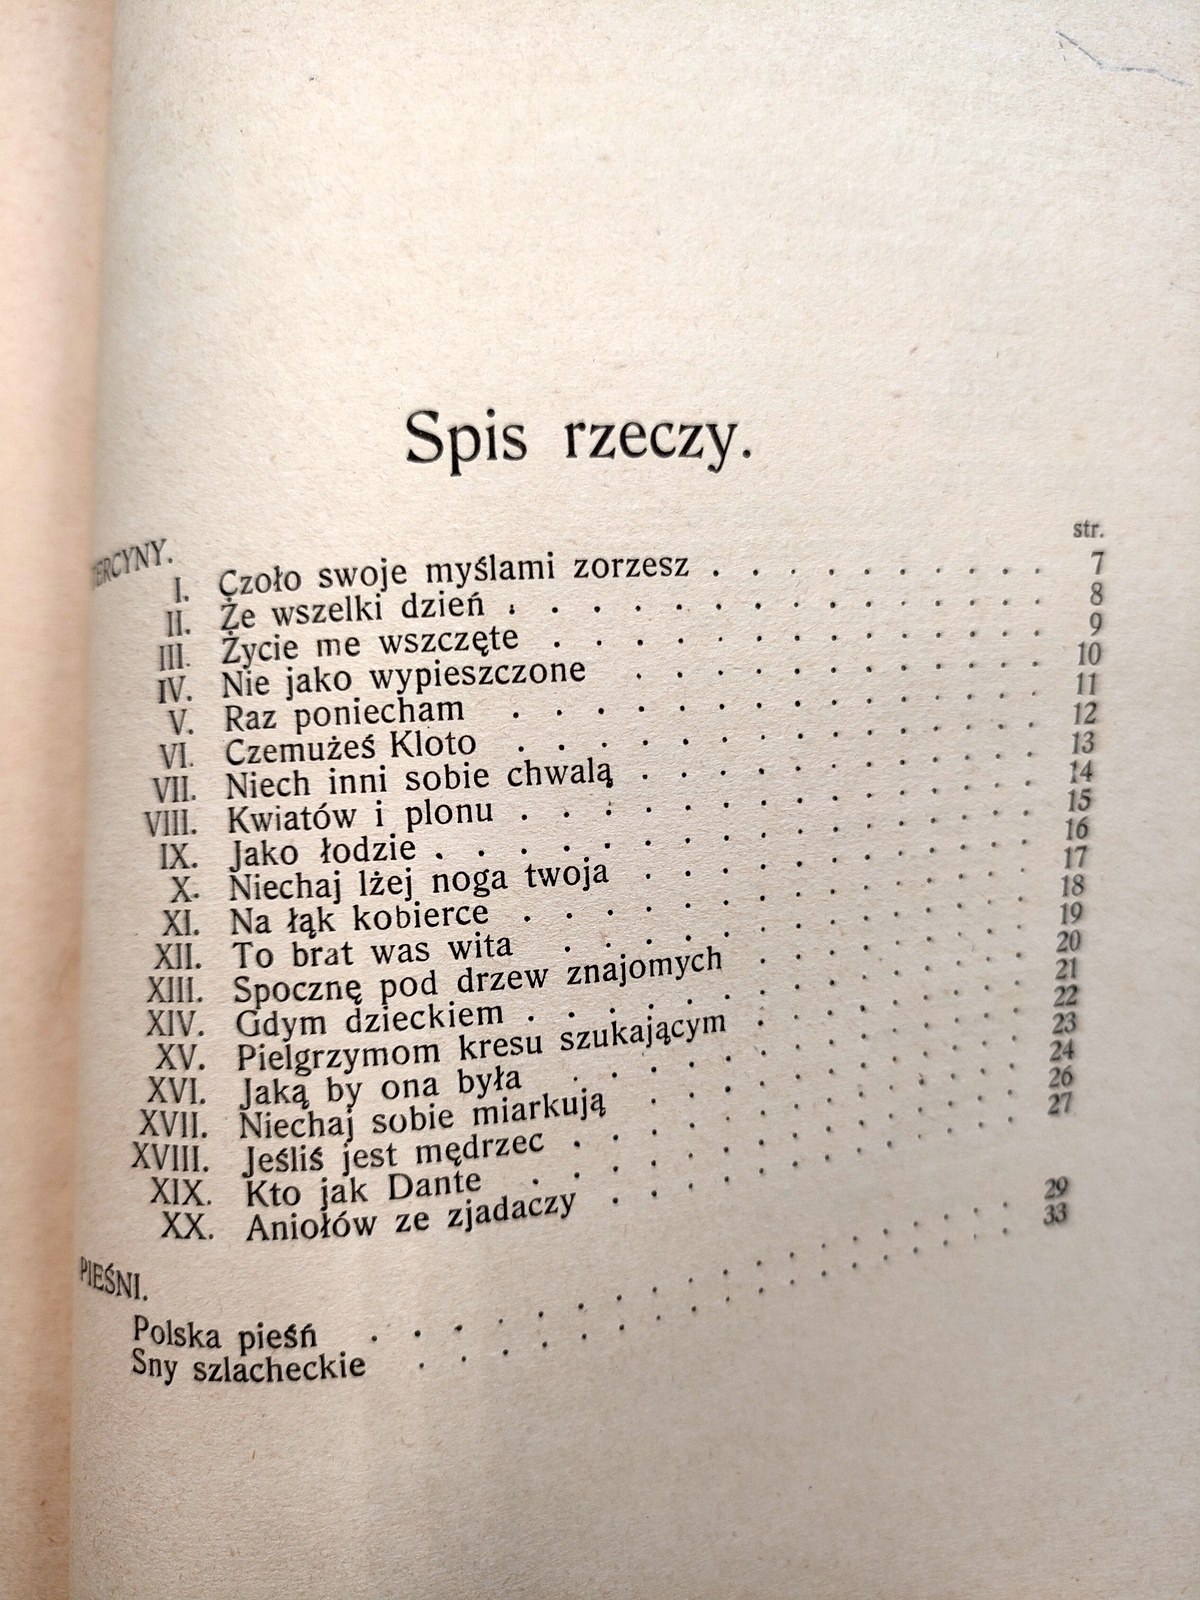 Spis rzeczy.
str.
TERCYNY.
I. Czoło swoje myślami zorzesz . . . . . . . . . 7
II. Że wszelki dzień . . . . . . . . . . . . . . 8
III. Życie me wszczęte . . . . . . . . . . . . . 9
IV. Nie jako wypieszczone . . . . . . . . . . 10
V. Raz poniecham . . . . . . . . . . . . . 11
VI. Czemużeś Kloto . . . . . . . . . . . . . 12
VII. Niech inni sobie chwalą . . . . . . . . . . 13
VIII. Kwiatów i plonu . . . . . . . . . . . . . 14
IX. Jako łodzie . . . . . . . . . . . . . . . 15
X. Niechaj lżej noga twoja . . . . . . . . . . 16
XI. Na łąk kobierce . . . . . . . . . . . . . 17
XII. To brat was wita . . . . . . . . . . . . 18
XIII. Spocznę pod drzew znajomych . . . . . . . 19
XIV. Gdym dzieckiem . . . . . . . . . . . . . 20
XV. Pielgrzymom kresu szukającym . . . . . . . 21
XVI. Jaką by ona była . . . . . . . . . . . . 22
XVII. Niechaj sobie miarkują . . . . . . . . . . 23
XVIII. Jeśliś jest mędrzec . . . . . . . . . . . . 24
XIX. Kto jak Dante . . . . . . . . . . . . . 26
XX. Aniołów ze zjadaczy . . . . . . . . . . . 27
PIEŚNI.
Polska pieśń . . . . . . . . . . . . . . . . 29
Sny szlacheckie . . . . . . . . . . . . . . . 33